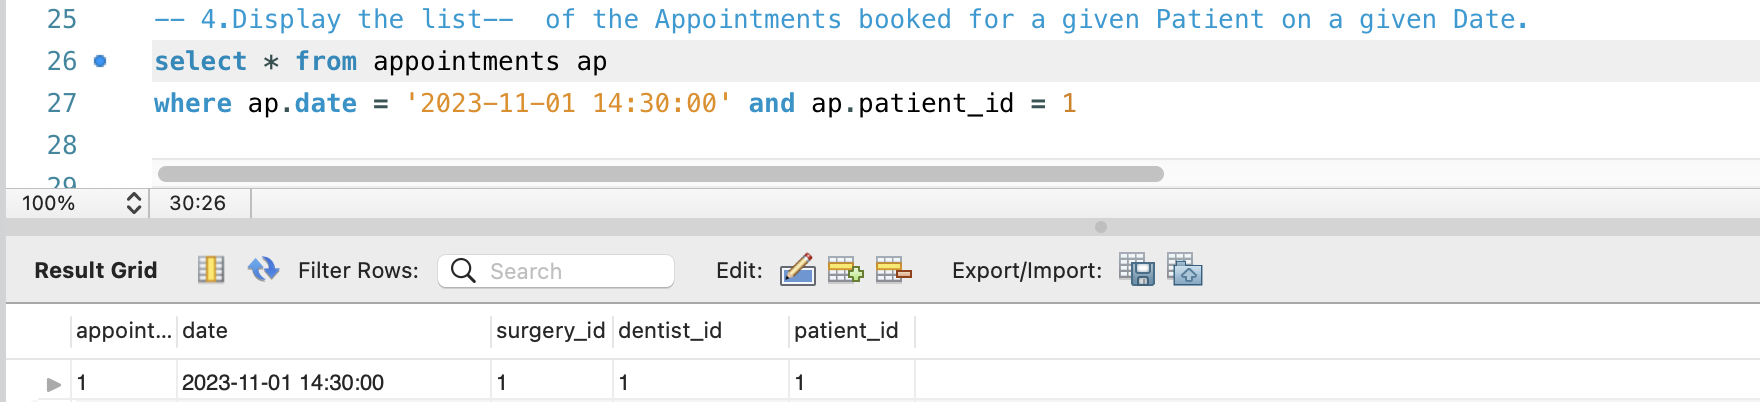 25 -- 4.Display the list--  of the Appointments booked for a given Patient on a given Date.
26 select * from appointments ap
27 where ap.date = '2023-11-01 14:30:00' and ap.patient_id = 1
28
29
100% 30:26
Result Grid Filter Rows: Search Edit: Export/Import:
appoint... date surgery_id dentist_id patient_id
1 2023-11-01 14:30:00 1 1 1